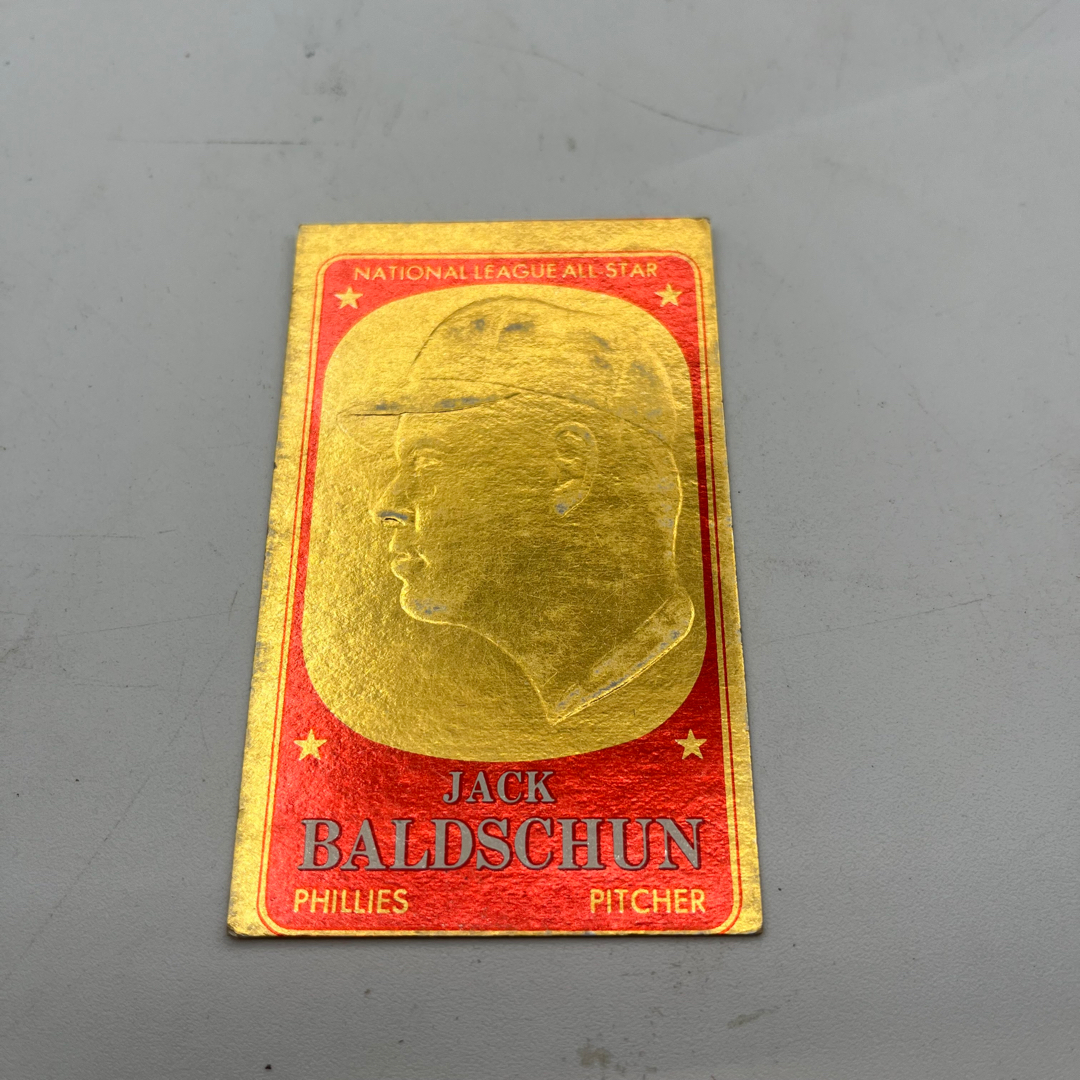 NATIONAL LEAGUE ALL STAR
JACK
BALDSCHUN
PHILLIES PITCHER